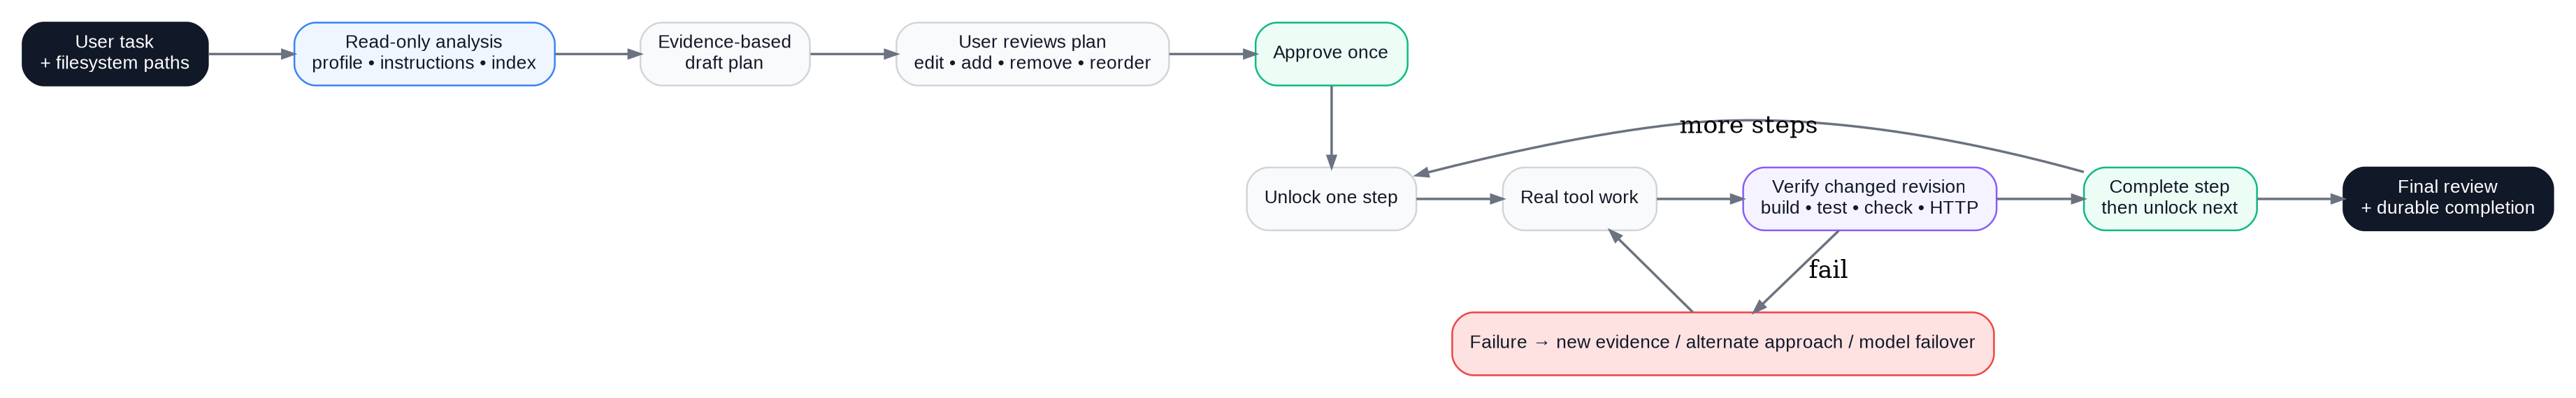 User task
+ filesystem paths
Read-only analysis
profile • instructions • index
Evidence-based
draft plan
User reviews plan
edit • add • remove • reorder
Approve once
more steps
Unlock one step
Real tool work
Verify changed revision
build • test • check • HTTP
Complete step
then unlock next
Final review
+ durable completion
fail
Failure → new evidence / alternate approach / model failover